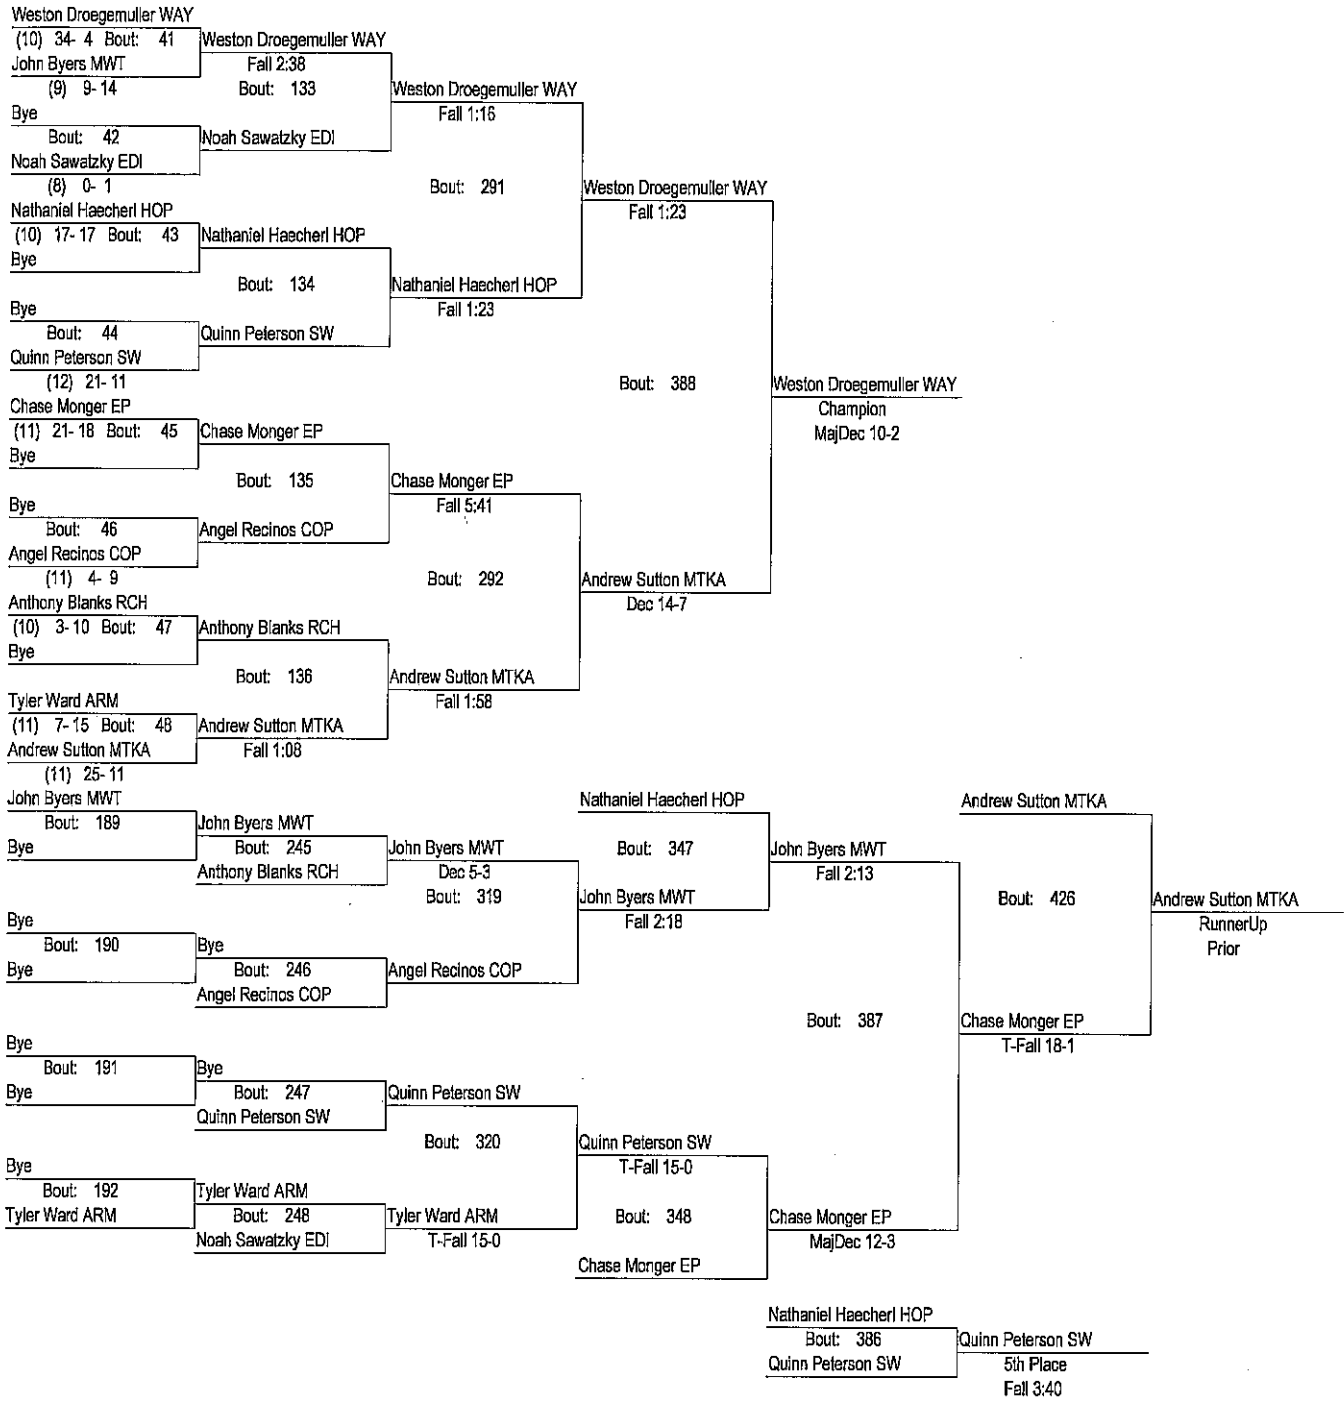 Weston Droegemuller WAY
(10) 34- 4 Bout: 41
John Byers MWT
(9) 9- 14
Bye
Bout: 42
Noah Sawatzky EDI
(8) 0- 1
Nathaniel Haecherl HOP
(10) 17- 17 Bout: 43
Bye
Bye
Bout: 44
Quinn Peterson SW
(12) 21- 11
Chase Monger EP
(11) 21- 18 Bout: 45
Bye
Bye
Bout: 46
Angel Recinos COP
(11) 4- 9
Anthony Blanks RCH
(10) 3- 10 Bout: 47
Bye
Tyler Ward ARM
(11) 7- 15 Bout: 48
Andrew Sutton MTKA
(11) 25- 11
Weston Droegemuller WAY
Fall 2:38
Bout: 133
Noah Sawatzky EDI
Nathaniel Haecherl HOP
Bout: 134
Quinn Peterson SW
Chase Monger EP
Bout: 135
Angel Recinos COP
Anthony Blanks RCH
Bout: 136
Andrew Sutton MTKA
Fall 1:08
Weston Droegemuller WAY
Fall 1:16
Bout: 291
Nathaniel Haecherl HOP
Fall 1:23
Chase Monger EP
Fall 5:41
Bout: 292
Andrew Sutton MTKA
Fall 1:58
Weston Droegemuller WAY
Fall 1:23
Bout: 388
Andrew Sutton MTKA
Dec 14-7
Weston Droegemuller WAY
Champion
MajDec 10-2
John Byers MWT
Bout: 189
Bye
Bye
Bout: 190
Bye
Bye
Bout: 191
Bye
Bye
Bout: 192
Tyler Ward ARM
John Byers MWT
Bout: 245
Anthony Blanks RCH
Bye
Bout: 246
Angel Recinos COP
Bye
Bout: 247
Quinn Peterson SW
Tyler Ward ARM
Bout: 248
Noah Sawatzky EDI
John Byers MWT
Dec 5-3
Bout: 319
Angel Recinos COP
Quinn Peterson SW
Bout: 320
Tyler Ward ARM
T-Fall 15-0
Nathaniel Haecherl HOP
Bout: 347
John Byers MWT
Fall 2:18
Quinn Peterson SW
T-Fall 15-0
Bout: 348
Chase Monger EP
John Byers MWT
Fall 2:13
Bout: 387
Chase Monger EP
MajDec 12-3
Andrew Sutton MTKA
Bout: 426
Chase Monger EP
T-Fall 18-1
Andrew Sutton MTKA
RunnerUp
Prior
Nathaniel Haecherl HOP
Bout: 386
Quinn Peterson SW
Quinn Peterson SW
5th Place
Fall 3:40